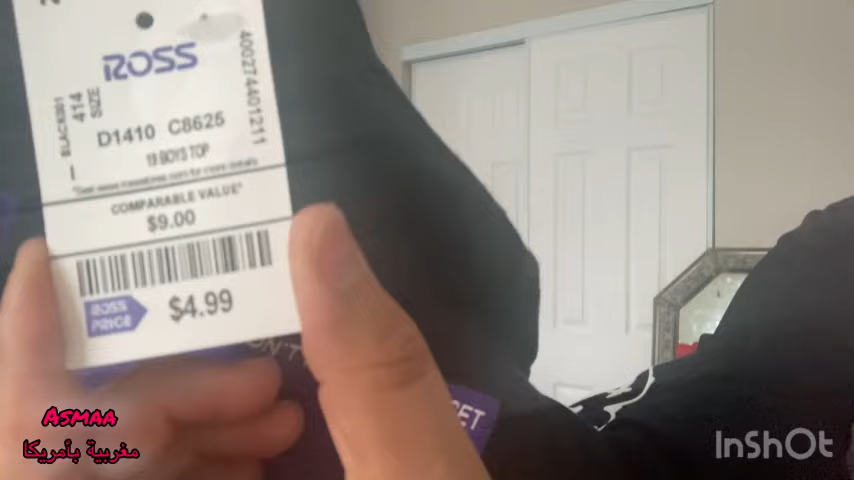 ROSS
400274401211
BLACK001
414
SIZE
D1410 C8625
19 BOYS TOP
COMPARABLE VALUE*
$9.00
ROSS
PRICE
$4.99
ON'T
ASMAA
مغربية بأمريكا
InShOt